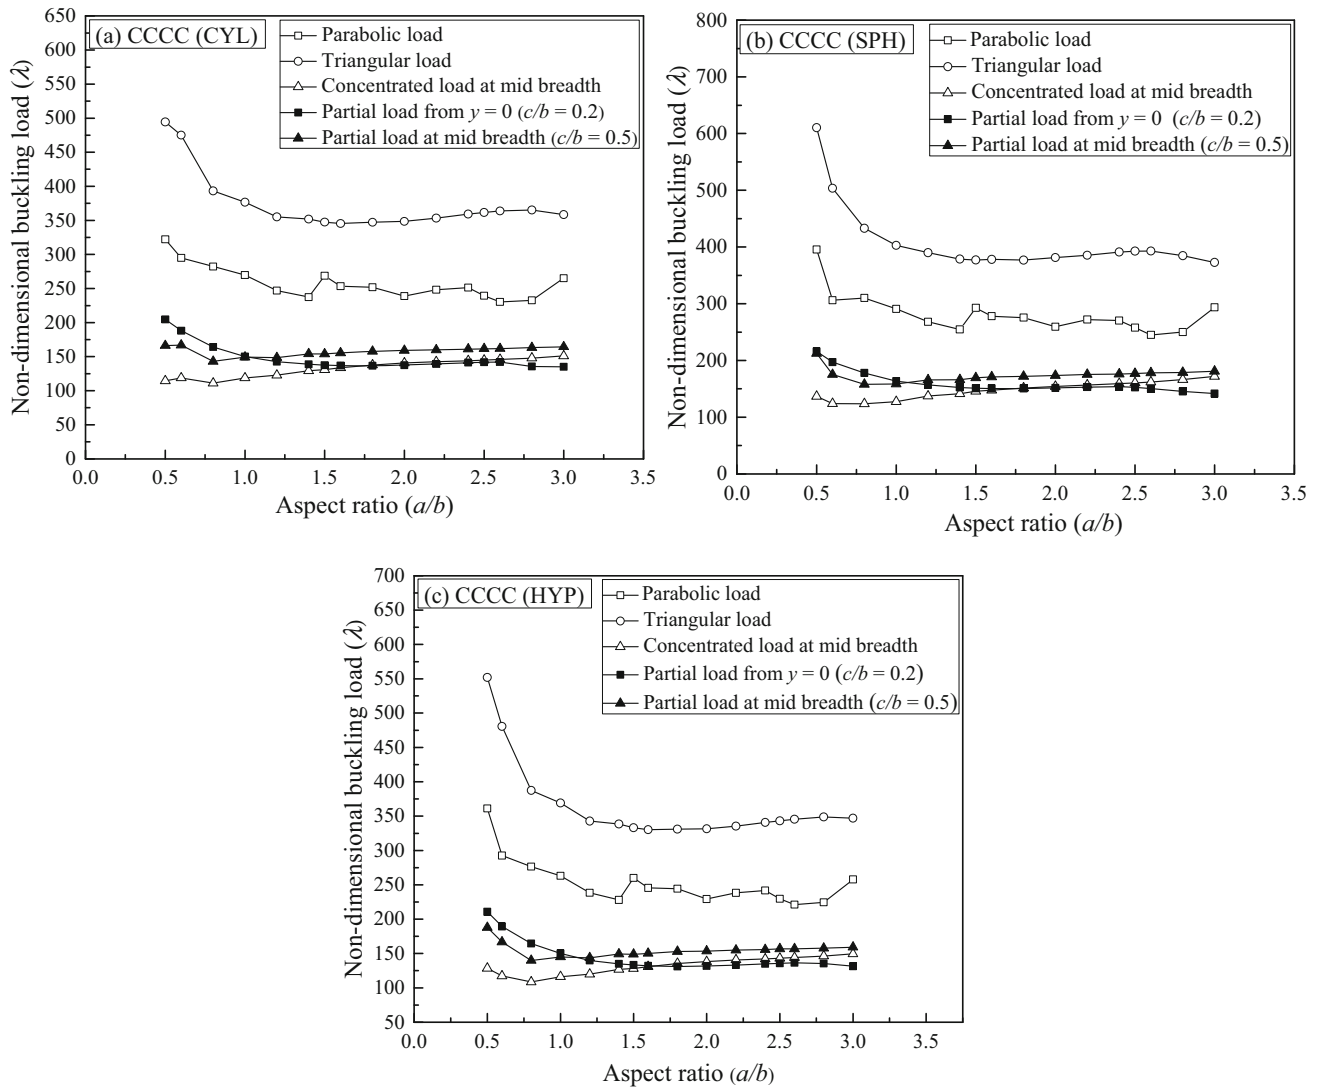 (a) CCCC (CYL)
Parabolic load
Triangular load
Concentrated load at mid breadth
Partial load from y = 0 (c/b = 0.2)
Partial load at mid breadth (c/b = 0.5)
Non-dimensional buckling load (λ)
650
600
550
500
450
400
350
300
250
200
150
100
50
0
0.0 0.5 1.0 1.5 2.0 2.5 3.0 3.5
Aspect ratio (a/b)
(b) CCCC (SPH)
Parabolic load
Triangular load
Concentrated load at mid breadth
Partial load from y = 0 (c/b = 0.2)
Partial load at mid breadth (c/b = 0.5)
Non-dimensional buckling load (λ)
800
700
600
500
400
300
200
100
0
0.0 0.5 1.0 1.5 2.0 2.5 3.0 3.5
Aspect ratio (a/b)
(c) CCCC (HYP)
Parabolic load
Triangular load
Concentrated load at mid breadth
Partial load from y = 0 (c/b = 0.2)
Partial load at mid breadth (c/b = 0.5)
Non-dimensional buckling load (λ)
700
650
600
550
500
450
400
350
300
250
200
150
100
50
0.0 0.5 1.0 1.5 2.0 2.5 3.0 3.5
Aspect ratio (a/b)